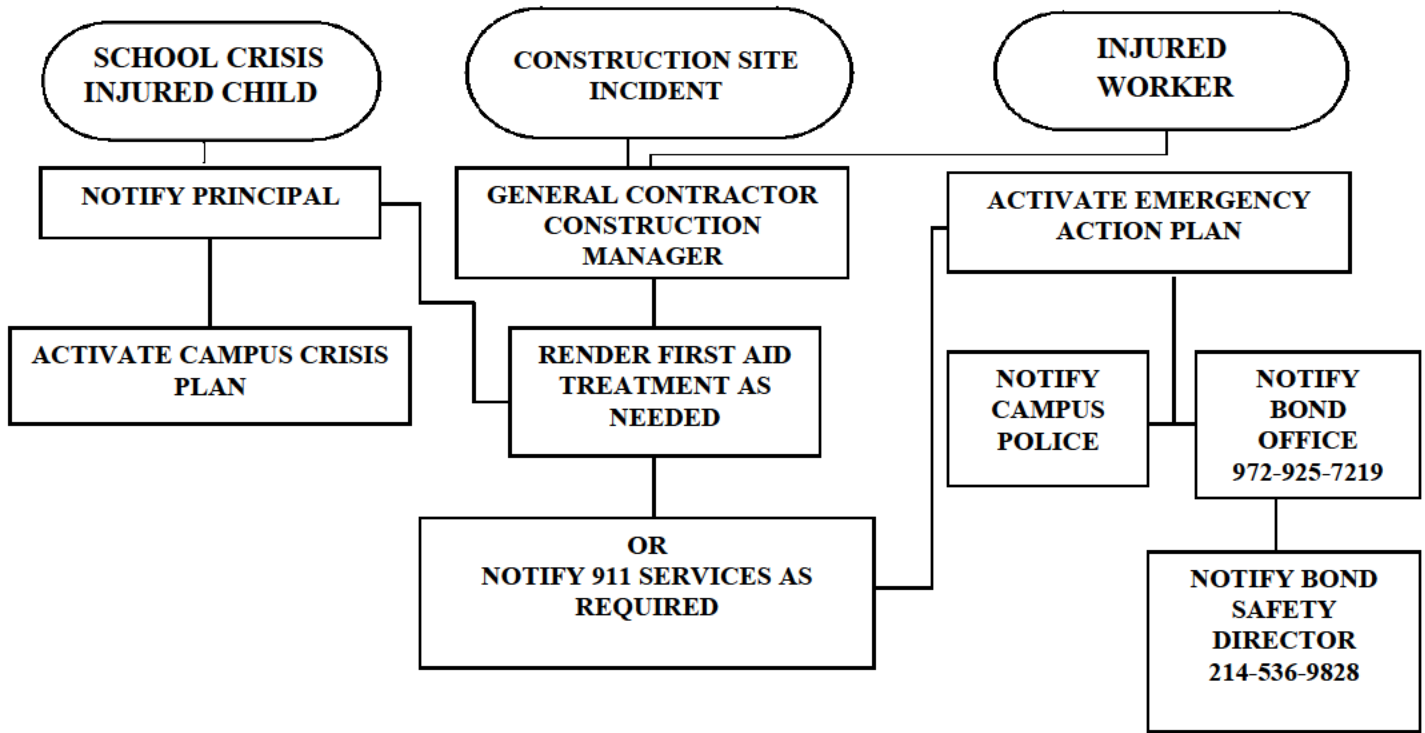 SCHOOL CRISIS
INJURED CHILD
CONSTRUCTION SITE
INCIDENT
INJURED
WORKER
NOTIFY PRINCIPAL
GENERAL CONTRACTOR
CONSTRUCTION
MANAGER
ACTIVATE EMERGENCY
ACTION PLAN
ACTIVATE CAMPUS CRISIS
PLAN
RENDER FIRST AID
TREATMENT AS
NEEDED
NOTIFY
CAMPUS
POLICE
NOTIFY
BOND
OFFICE
972-925-7219
OR
NOTIFY 911 SERVICES AS
REQUIRED
NOTIFY BOND
SAFETY
DIRECTOR
214-536-9828